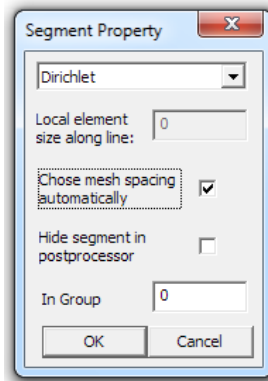 Segment Property
Dirichlet
Local element
size along line:
0
Chose mesh spacing
automatically
Hide segment in
postprocessor
In Group
0
OK
Cancel